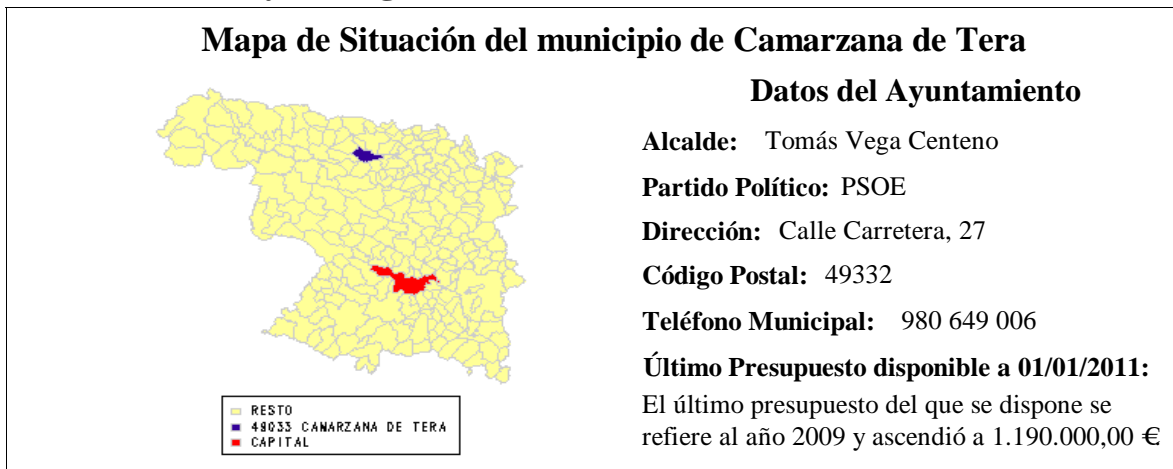 Mapa de Situación del municipio de Camarzana de Tera
Datos del Ayuntamiento
Alcalde: Tomás Vega Centeno
Partido Político: PSOE
Dirección: Calle Carretera, 27
Código Postal: 49332
Teléfono Municipal: 980 649 006
Último Presupuesto disponible a 01/01/2011:
El último presupuesto del que se dispone se
refiere al año 2009 y ascendió a 1.190.000,00 €
RESTO
49033 CAMARZANA DE TERA
CAPITAL